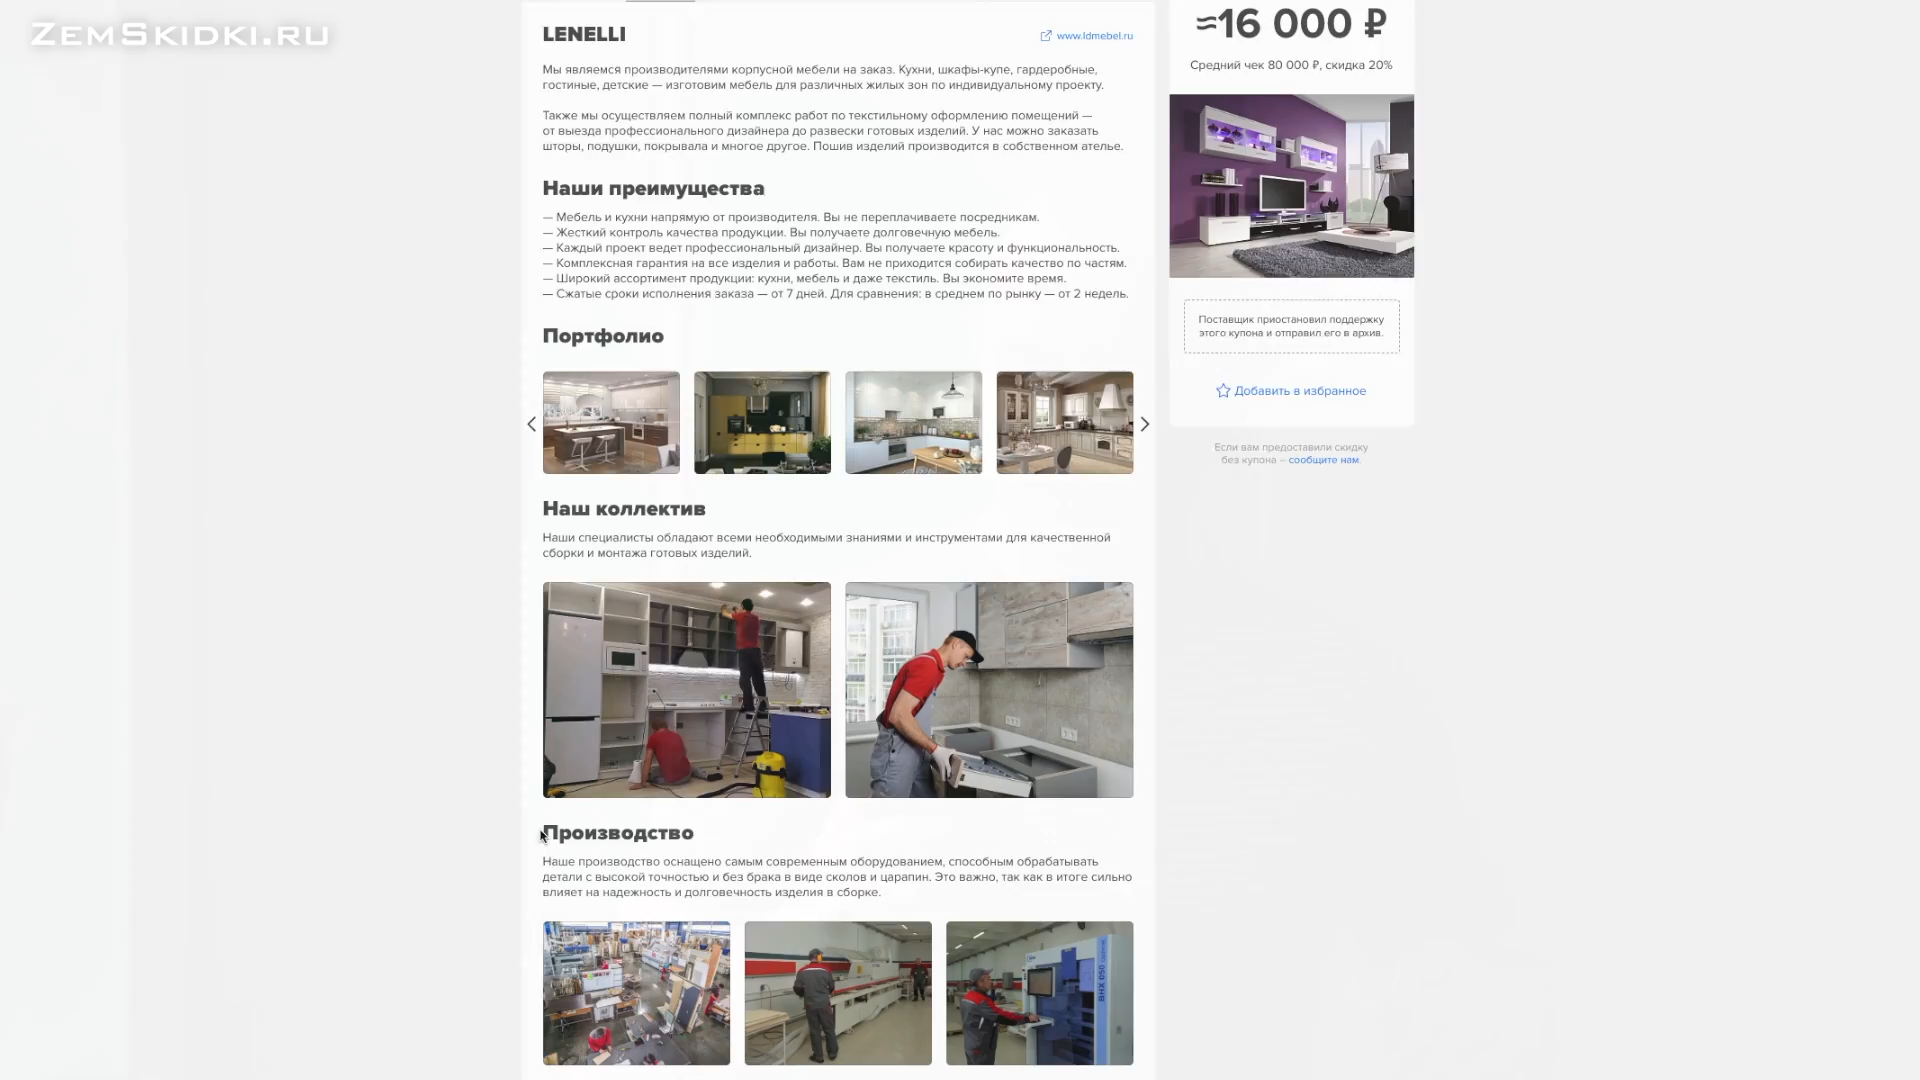 ZEMSKIDKI.RU
LENELLI
www.ldmebel.ru
Мы являемся производителями корпусной мебели на заказ. Кухни, шкафы-купе, гардеробные,
гостиные, детские — изготовим мебель для различных жилых зон по индивидуальному проекту.
Также мы осуществляем полный комплекс работ по текстильному оформлению помещений —
от выезда профессионального дизайнера до развески готовых изделий. У нас можно заказать
шторы, подушки, покрывала и многое другое. Пошив изделий производится в собственном ателье.
Наши преимущества
— Мебель и кухни напрямую от производителя. Вы не переплачиваете посредникам.
— Жесткий контроль качества продукции. Вы получаете долговечную мебель.
— Каждый проект ведет профессиональный дизайнер. Вы получаете красоту и функциональность.
— Комплексная гарантия на все изделия и работы. Вам не приходится собирать качество по частям.
— Широкий ассортимент продукции: кухни, мебель и даже текстиль. Вы экономите время.
— Сжатые сроки исполнения заказа — от 7 дней. Для сравнения: в среднем по рынку — от 2 недель.
Портфолио
Наш коллектив
Наши специалисты обладают всеми необходимыми знаниями и инструментами для качественной
сборки и монтажа готовых изделий.
Производство
Наше производство оснащено самым современным оборудованием, способным обрабатывать
детали с высокой точностью и без брака в виде сколов и царапин. Это важно, так как в итоге сильно
влияет на надежность и долговечность изделия в сборке.
BHX 050
≈16 000 ₽
Средний чек 80 000 ₽, скидка 20%
Поставщик приостановил поддержку
этого купона и отправил его в архив.
Добавить в избранное
Если вам предоставили скидку
без купона – сообщите нам.